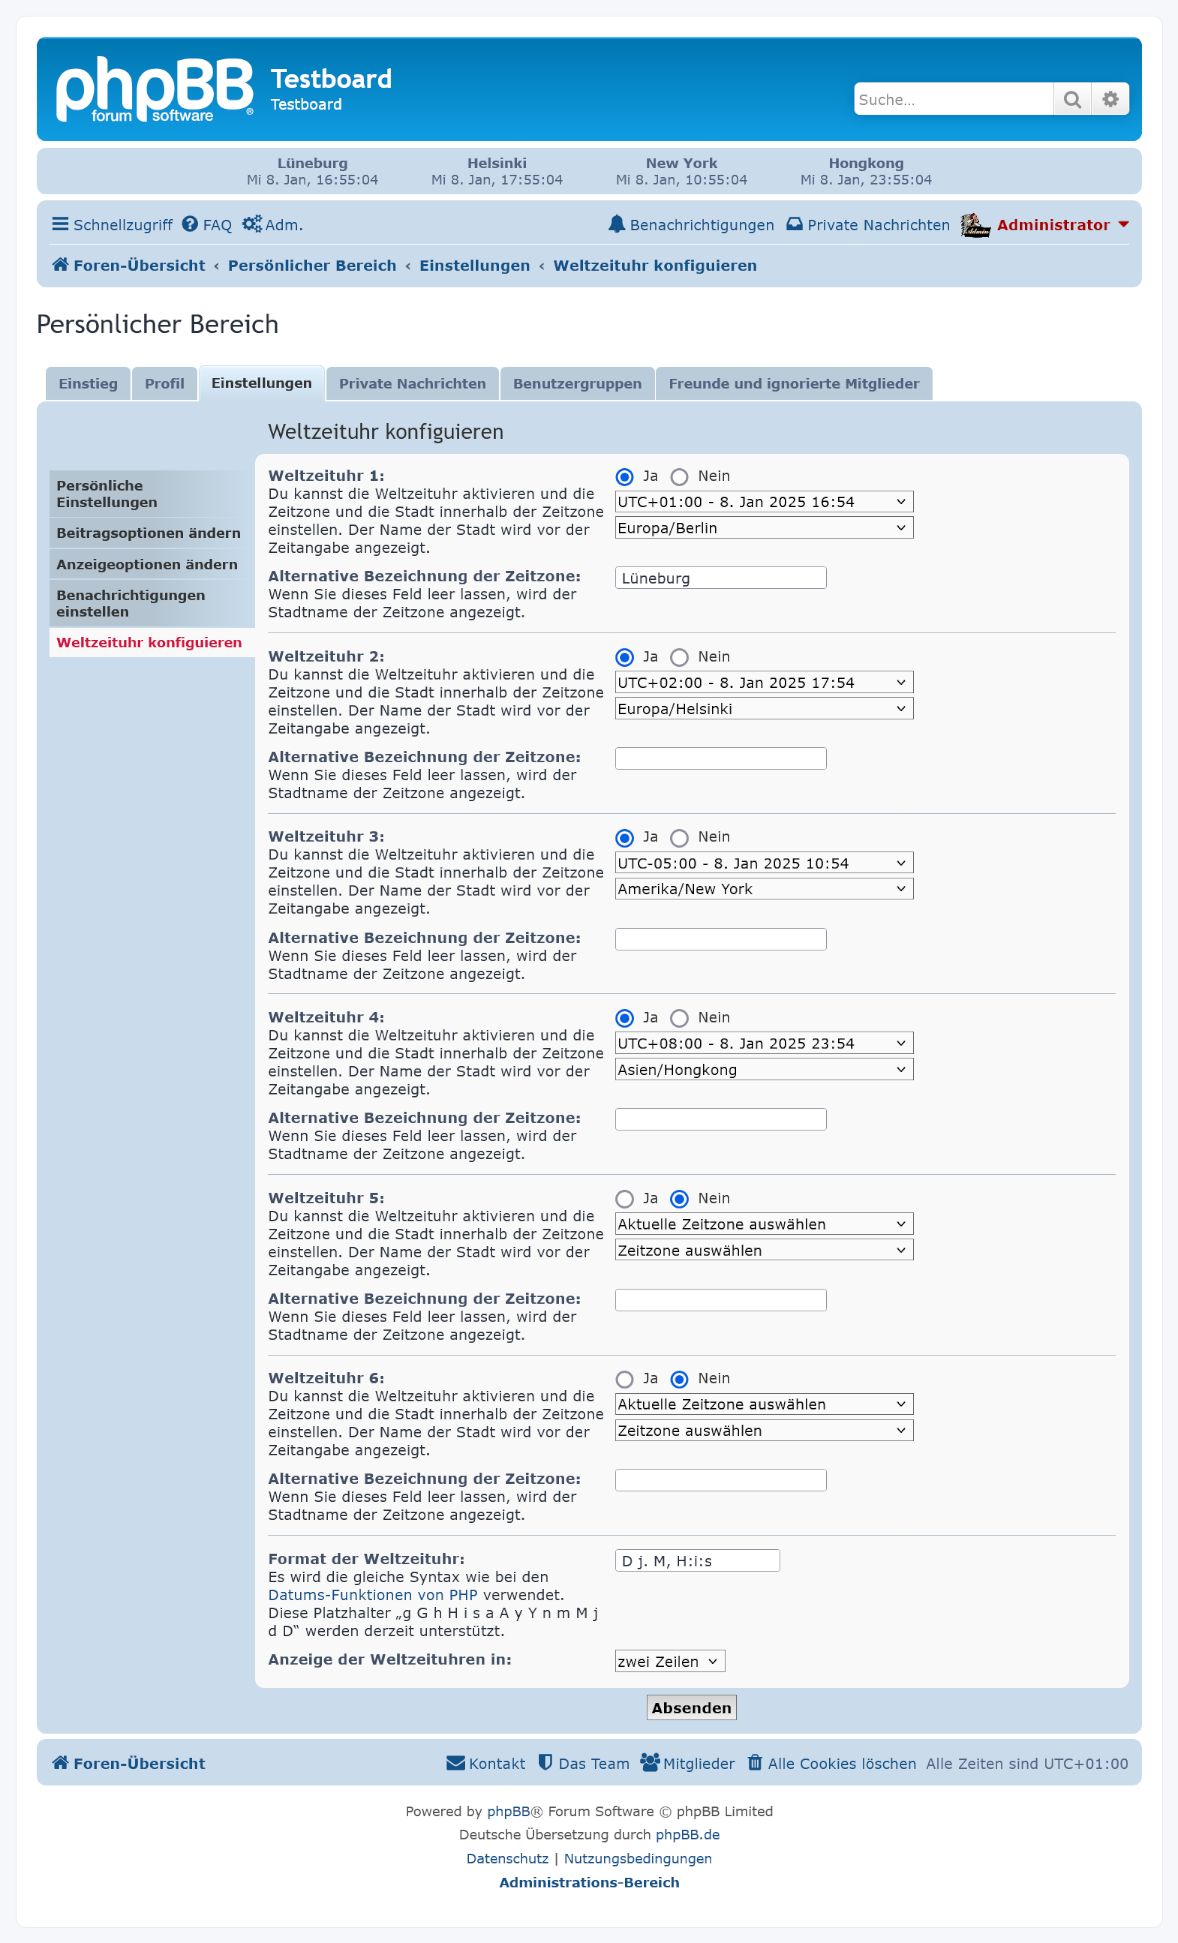 phpBB
forum software
®
Testboard
Testboard
Suche...
Lüneburg
Mi 8. Jan, 16:55:04
Helsinki
Mi 8. Jan, 17:55:04
New York
Mi 8. Jan, 10:55:04
Hongkong
Mi 8. Jan, 23:55:04
Schnellzugriff FAQ Adm. Benachrichtigungen Private Nachrichten Administrator
Foren-Übersicht ‹ Persönlicher Bereich ‹ Einstellungen ‹ Weltzeituhr konfiguieren
Persönlicher Bereich
Einstieg Profil Einstellungen Private Nachrichten Benutzergruppen Freunde und ignorierte Mitglieder
Persönliche
Einstellungen
Beitragsoptionen ändern
Anzeigeoptionen ändern
Benachrichtigungen
einstellen
Weltzeituhr konfiguieren
Weltzeituhr konfiguieren
Weltzeituhr 1:
Du kannst die Weltzeituhr aktivieren und die
Zeitzone und die Stadt innerhalb der Zeitzone
einstellen. Der Name der Stadt wird vor der
Zeitangabe angezeigt.
Ja Nein
UTC+01:00 - 8. Jan 2025 16:54
Europa/Berlin
Alternative Bezeichnung der Zeitzone:
Wenn Sie dieses Feld leer lassen, wird der
Stadtname der Zeitzone angezeigt.
Lüneburg
Weltzeituhr 2:
Du kannst die Weltzeituhr aktivieren und die
Zeitzone und die Stadt innerhalb der Zeitzone
einstellen. Der Name der Stadt wird vor der
Zeitangabe angezeigt.
Ja Nein
UTC+02:00 - 8. Jan 2025 17:54
Europa/Helsinki
Alternative Bezeichnung der Zeitzone:
Wenn Sie dieses Feld leer lassen, wird der
Stadtname der Zeitzone angezeigt.
Weltzeituhr 3:
Du kannst die Weltzeituhr aktivieren und die
Zeitzone und die Stadt innerhalb der Zeitzone
einstellen. Der Name der Stadt wird vor der
Zeitangabe angezeigt.
Ja Nein
UTC-05:00 - 8. Jan 2025 10:54
Amerika/New York
Alternative Bezeichnung der Zeitzone:
Wenn Sie dieses Feld leer lassen, wird der
Stadtname der Zeitzone angezeigt.
Weltzeituhr 4:
Du kannst die Weltzeituhr aktivieren und die
Zeitzone und die Stadt innerhalb der Zeitzone
einstellen. Der Name der Stadt wird vor der
Zeitangabe angezeigt.
Ja Nein
UTC+08:00 - 8. Jan 2025 23:54
Asien/Hongkong
Alternative Bezeichnung der Zeitzone:
Wenn Sie dieses Feld leer lassen, wird der
Stadtname der Zeitzone angezeigt.
Weltzeituhr 5:
Du kannst die Weltzeituhr aktivieren und die
Zeitzone und die Stadt innerhalb der Zeitzone
einstellen. Der Name der Stadt wird vor der
Zeitangabe angezeigt.
Ja Nein
Aktuelle Zeitzone auswählen
Zeitzone auswählen
Alternative Bezeichnung der Zeitzone:
Wenn Sie dieses Feld leer lassen, wird der
Stadtname der Zeitzone angezeigt.
Weltzeituhr 6:
Du kannst die Weltzeituhr aktivieren und die
Zeitzone und die Stadt innerhalb der Zeitzone
einstellen. Der Name der Stadt wird vor der
Zeitangabe angezeigt.
Ja Nein
Aktuelle Zeitzone auswählen
Zeitzone auswählen
Alternative Bezeichnung der Zeitzone:
Wenn Sie dieses Feld leer lassen, wird der
Stadtname der Zeitzone angezeigt.
Format der Weltzeituhr:
Es wird die gleiche Syntax wie bei den
Datums-Funktionen von PHP verwendet.
Diese Platzhalter „g G h H i s a A y Y n m M j
d D“ werden derzeit unterstützt.
D j. M, H:i:s
Anzeige der Weltzeituhren in:
zwei Zeilen
Absenden
Foren-Übersicht Kontakt Das Team Mitglieder Alle Cookies löschen Alle Zeiten sind UTC+01:00
Powered by phpBB® Forum Software © phpBB Limited
Deutsche Übersetzung durch phpBB.de
Datenschutz | Nutzungsbedingungen
Administrations-Bereich